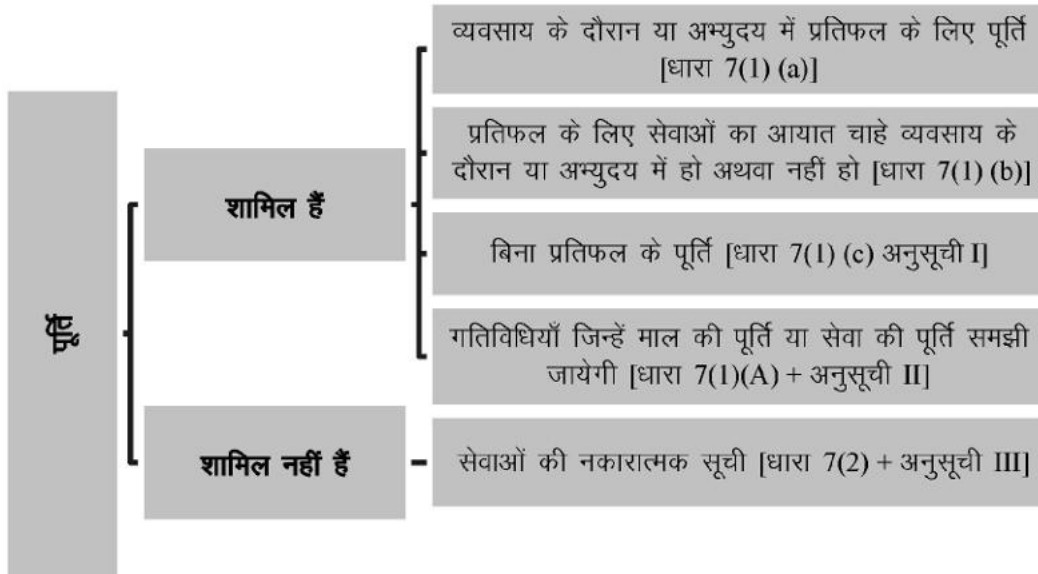 पूर्ति
शामिल हैं
व्यवसाय के दौरान या अभ्युदय में प्रतिफल के लिए पूर्ति
[धारा 7(1) (a)]
प्रतिफल के लिए सेवाओं का आयात चाहे व्यवसाय के
दौरान या अभ्युदय में हो अथवा नहीं हो [धारा 7(1) (b)]
बिना प्रतिफल के पूर्ति [धारा 7(1) (c) अनुसूची I]
गतिविधियाँ जिन्हें माल की पूर्ति या सेवा की पूर्ति समझी
जायेगी [धारा 7(1)(A) + अनुसूची II]
शामिल नहीं हैं
सेवाओं की नकारात्मक सूची [धारा 7(2) + अनुसूची III]